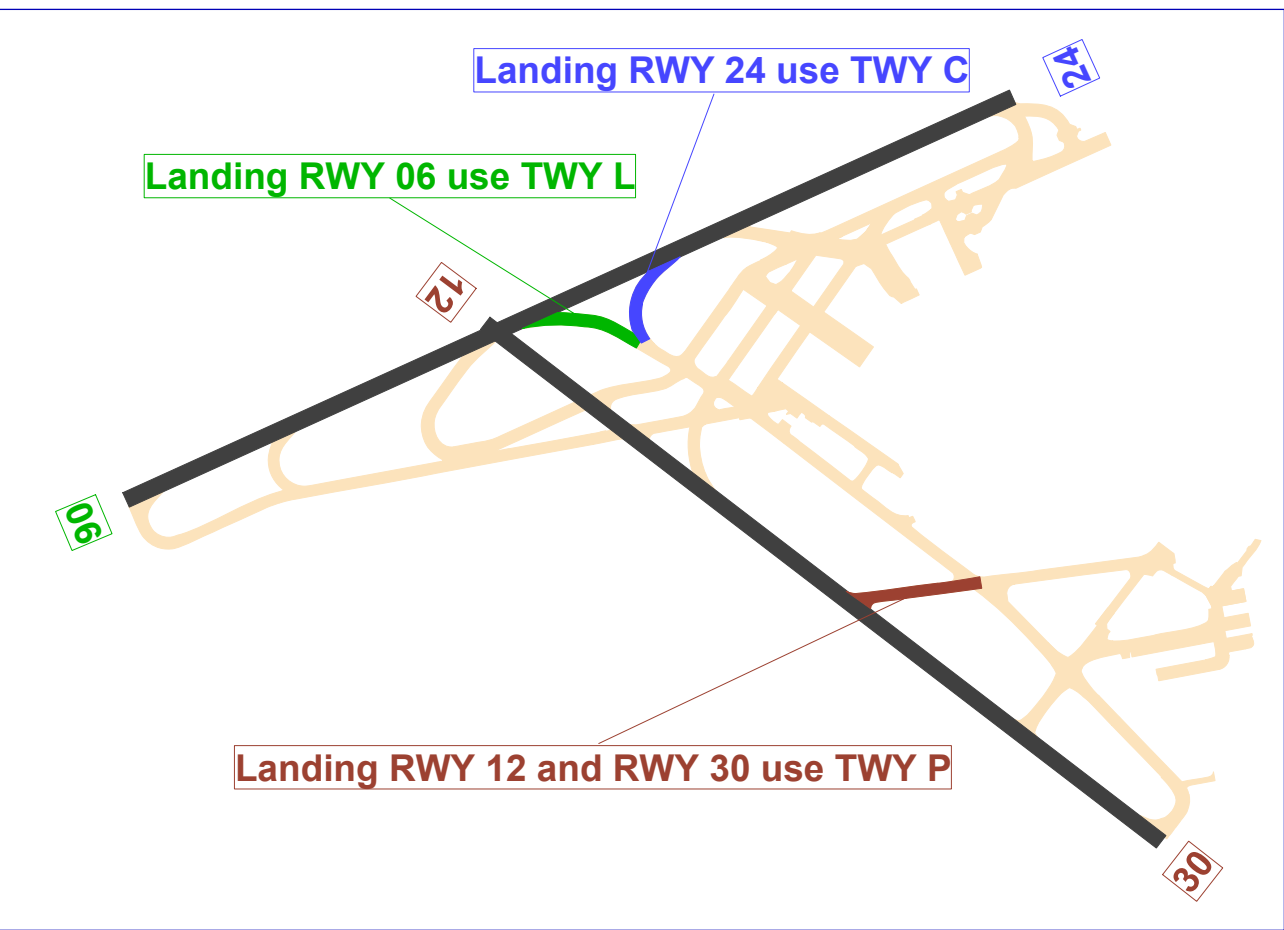 Landing RWY 24 use TWY C
24
Landing RWY 06 use TWY L
12
06
Landing RWY 12 and RWY 30 use TWY P
30